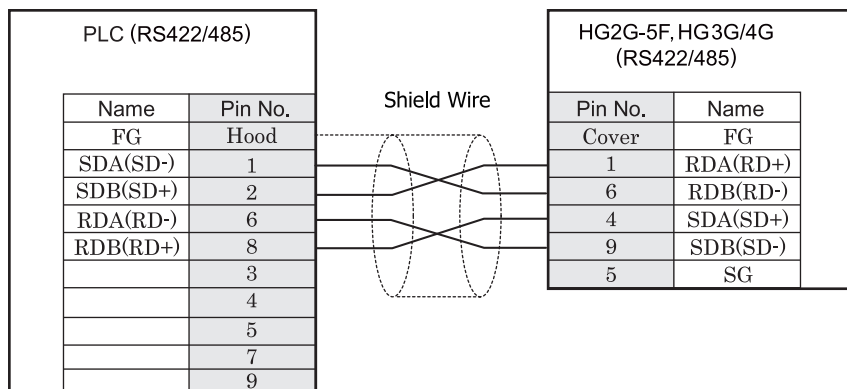 PLC (RS422/485)
Name Pin No.
FG Hood
SDA(SD-) 1
SDB(SD+) 2
RDA(RD-) 6
RDB(RD+) 8
3
4
5
7
9
Shield Wire
HG2G-5F, HG3G/4G
(RS422/485)
Pin No. Name
Cover FG
1 RDA(RD+)
6 RDB(RD-)
4 SDA(SD+)
9 SDB(SD-)
5 SG